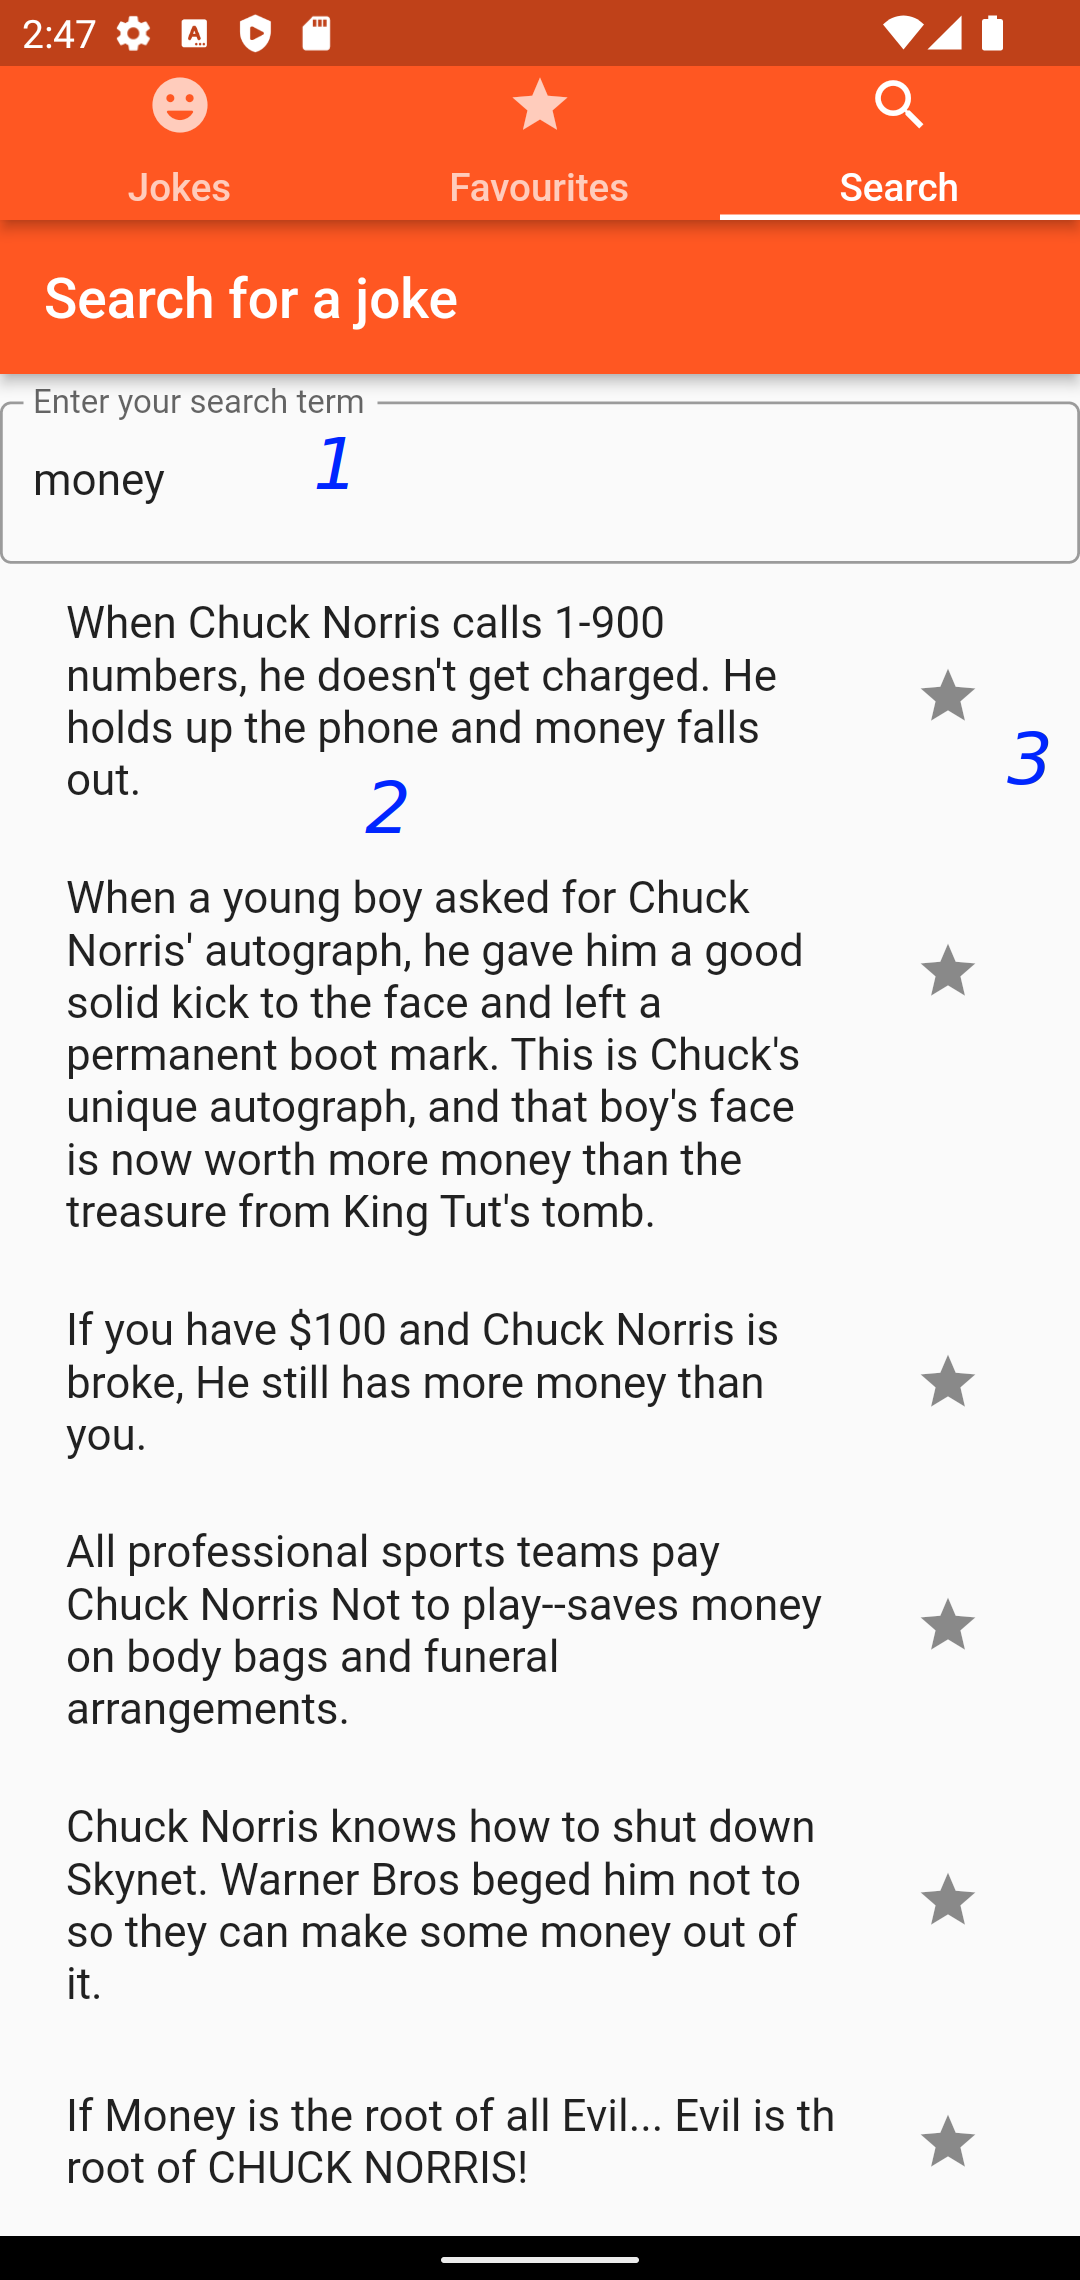 2:47
Jokes
Favourites
Search
Search for a joke
Enter your search term
money
1
When Chuck Norris calls 1-900
numbers, he doesn't get charged. He
holds up the phone and money falls
out.
3
2
When a young boy asked for Chuck
Norris' autograph, he gave him a good
solid kick to the face and left a
permanent boot mark. This is Chuck's
unique autograph, and that boy's face
is now worth more money than the
treasure from King Tut's tomb.
If you have $100 and Chuck Norris is
broke, He still has more money than
you.
All professional sports teams pay
Chuck Norris Not to play--saves money
on body bags and funeral
arrangements.
Chuck Norris knows how to shut down
Skynet. Warner Bros beged him not to
so they can make some money out of
it.
If Money is the root of all Evil... Evil is th
root of CHUCK NORRIS!